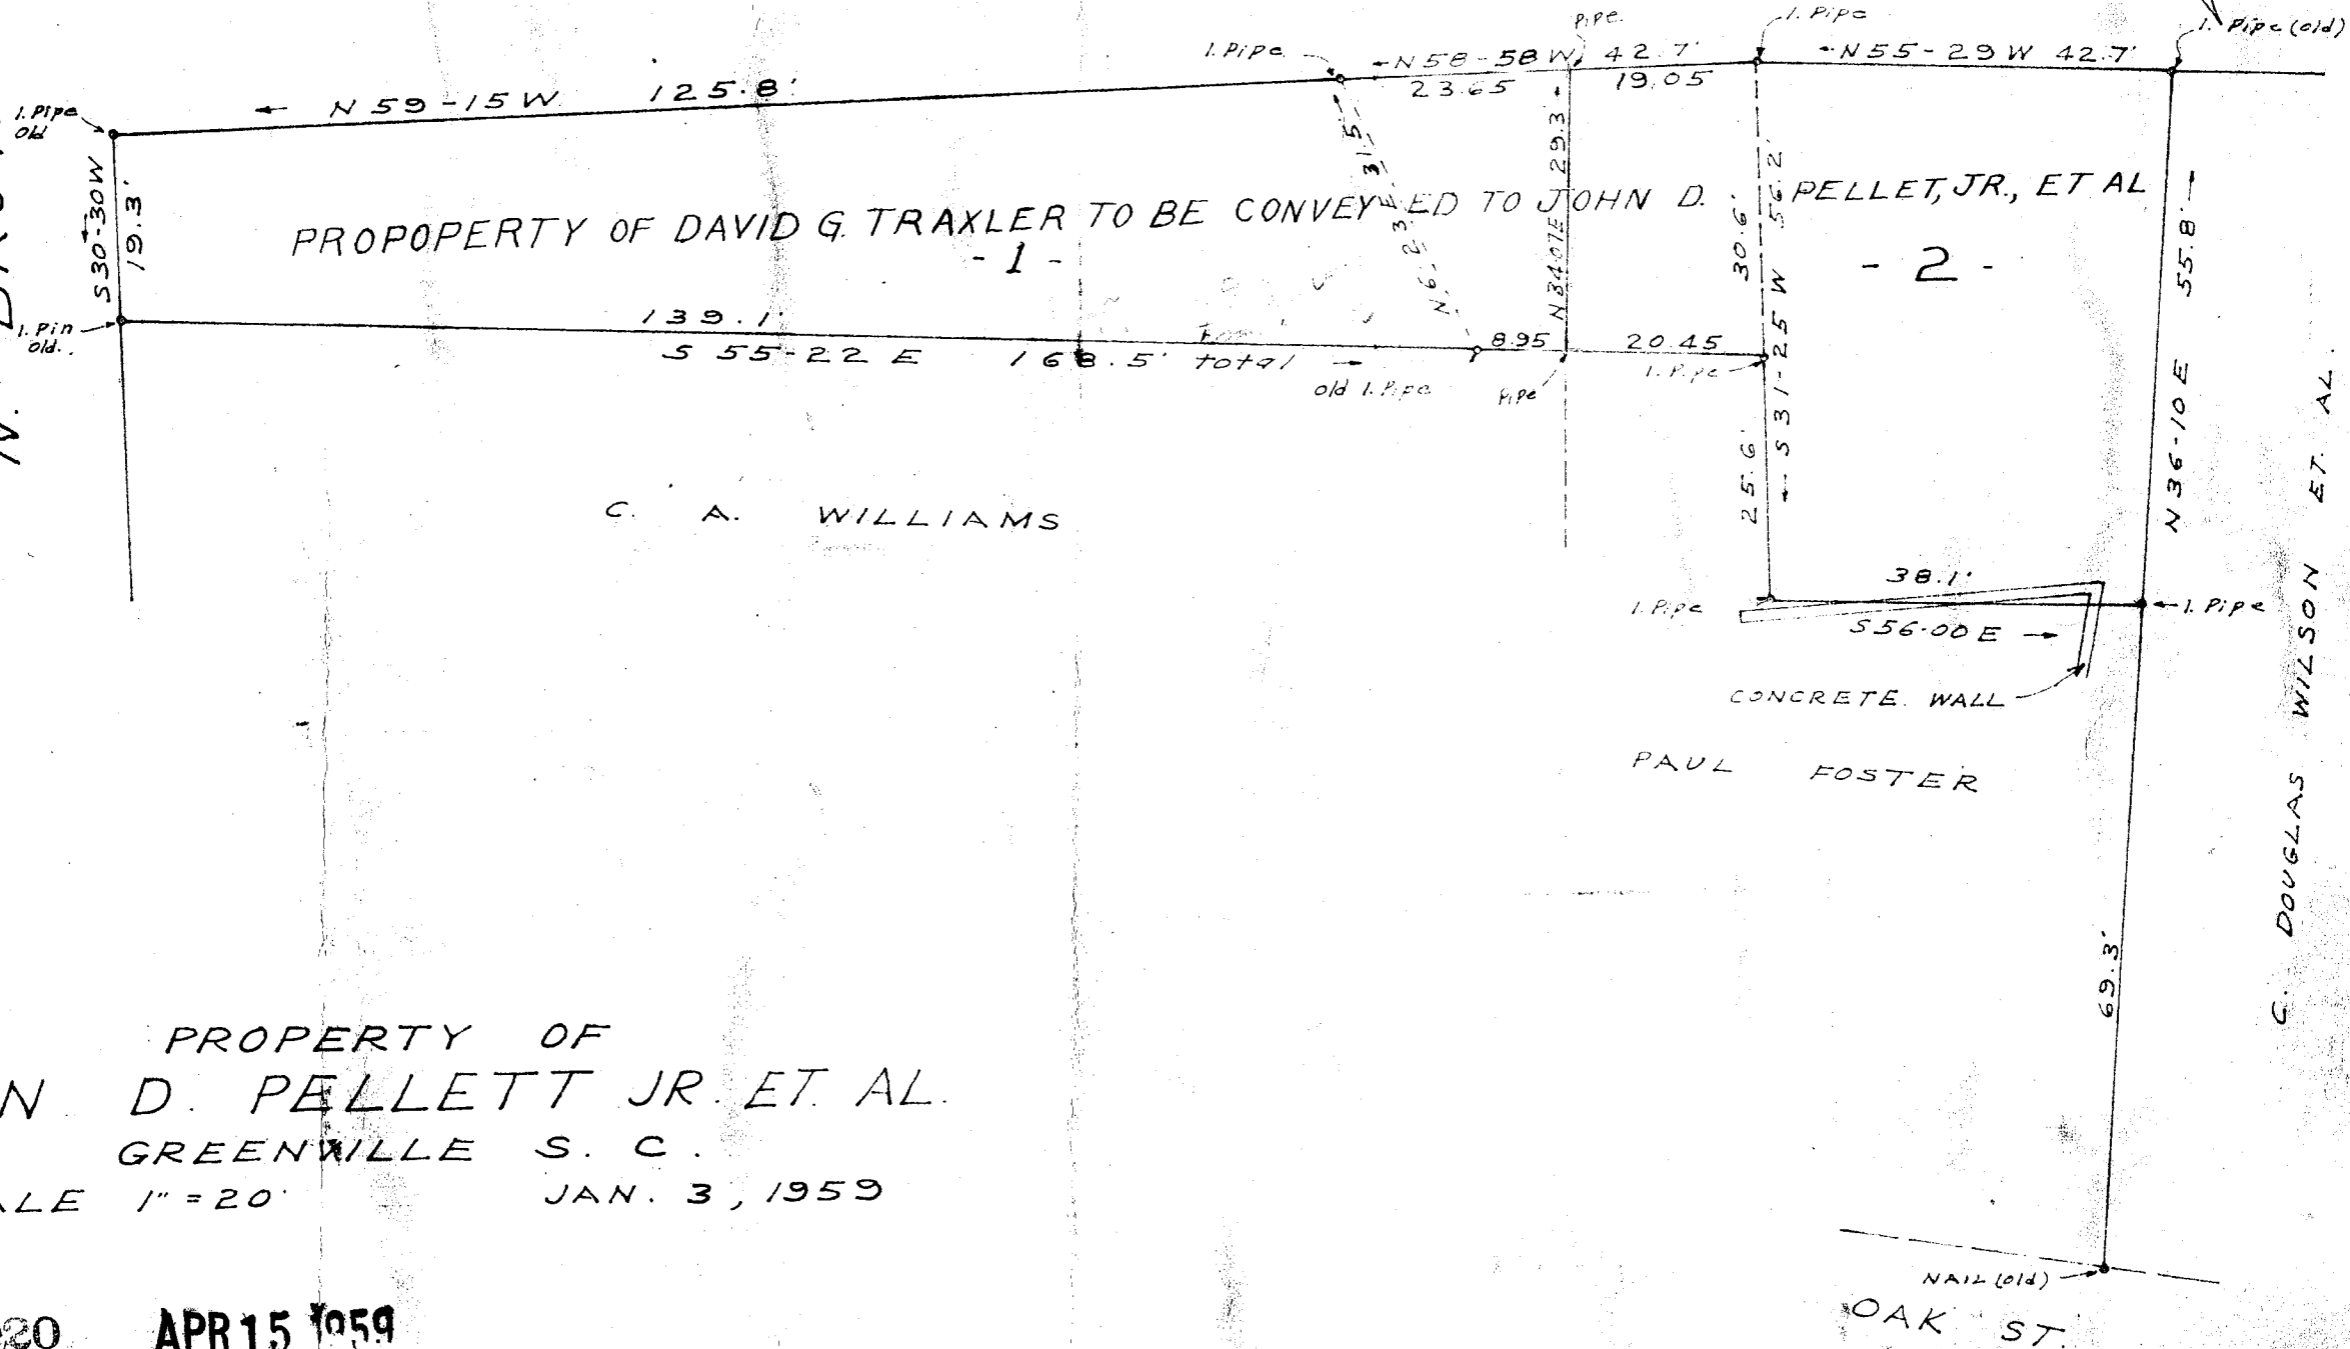 1. Pipe (old)
1. Pipe
Pipe.
1. Pipe
N 55-29 W 42.7'
N 58-58 W 42.7'
23.65
19.05
N 59-15 W 125.8'
1. Pipe
old
S 30-30 W
19.3'
1. Pin
old.
PROPOPERTY OF DAVID G. TRAXLER TO BE CONVEYED TO JOHN D. PELLET, JR., ET AL
- 1 -
- 2 -
31.5
N 6-23 E
N 34-07 E 29.3
30.6'
S 31-25 W 56.2'
25.6'
N 36-10 E 55.8'
139.1'
S 55-22 E 168.5' total
8.95
20.45
old 1. Pipe
Pipe
1. Pipe
C. A. WILLIAMS
38.1'
1. Pipe
S 56-00 E
1. Pipe
CONCRETE. WALL
PAUL FOSTER
C. DOUGLAS WILSON ET. AL.
69.3'
PROPERTY OF
N D. PELLETT JR. ET. AL.
GREENVILLE S. C.
ALE 1" = 20'
JAN. 3, 1959
NAIL (old)
OAK ST.
20 APR 15 1959